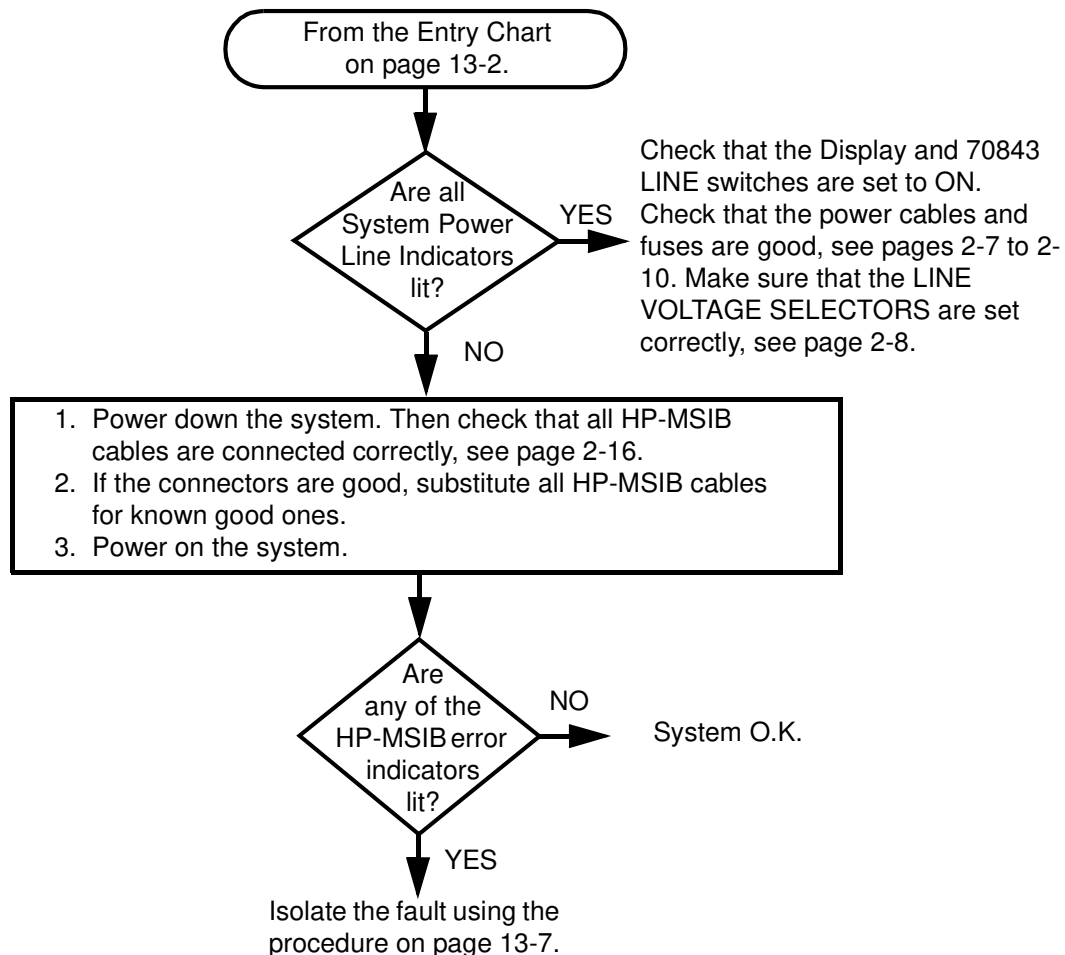 From the Entry Chart
on page 13-2.
Are all
System Power
Line Indicators
lit?
YES
Check that the Display and 70843
LINE switches are set to ON.
Check that the power cables and
fuses are good, see pages 2-7 to 2-
10. Make sure that the LINE
VOLTAGE SELECTORS are set
correctly, see page 2-8.
NO
1. Power down the system. Then check that all HP-MSIB
cables are connected correctly, see page 2-16.
2. If the connectors are good, substitute all HP-MSIB cables
for known good ones.
3. Power on the system.
Are
any of the
HP-MSIB error
indicators
lit?
NO
System O.K.
YES
Isolate the fault using the
procedure on page 13-7.